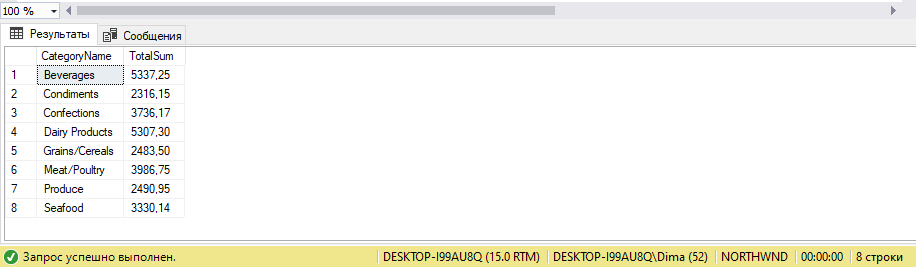 100 %
Результаты Сообщения
CategoryName TotalSum
1 Beverages 5337,25
2 Condiments 2316,15
3 Confections 3736,17
4 Dairy Products 5307,30
5 Grains/Cereals 2483,50
6 Meat/Poultry 3986,75
7 Produce 2490,95
8 Seafood 3330,14
Запрос успешно выполнен. DESKTOP-I99AU8Q (15.0 RTM) DESKTOP-I99AU8Q\Dima (52) NORTHWND 00:00:00 8 строки